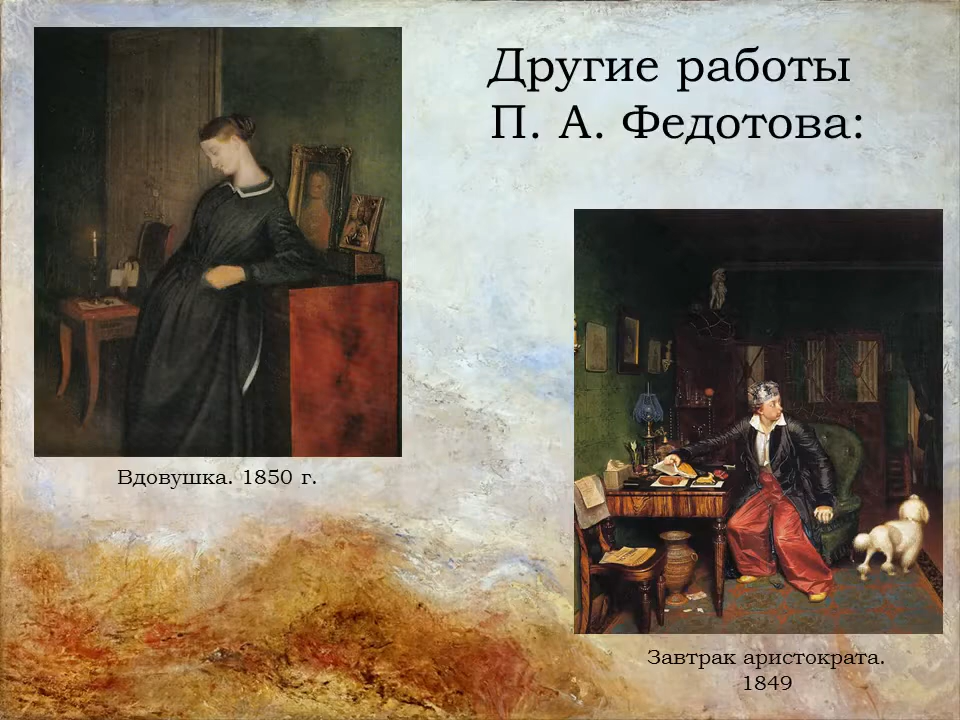 Другие работы
П. А. Федотова:
Вдовушка. 1850 г.
Завтрак аристократа.
1849